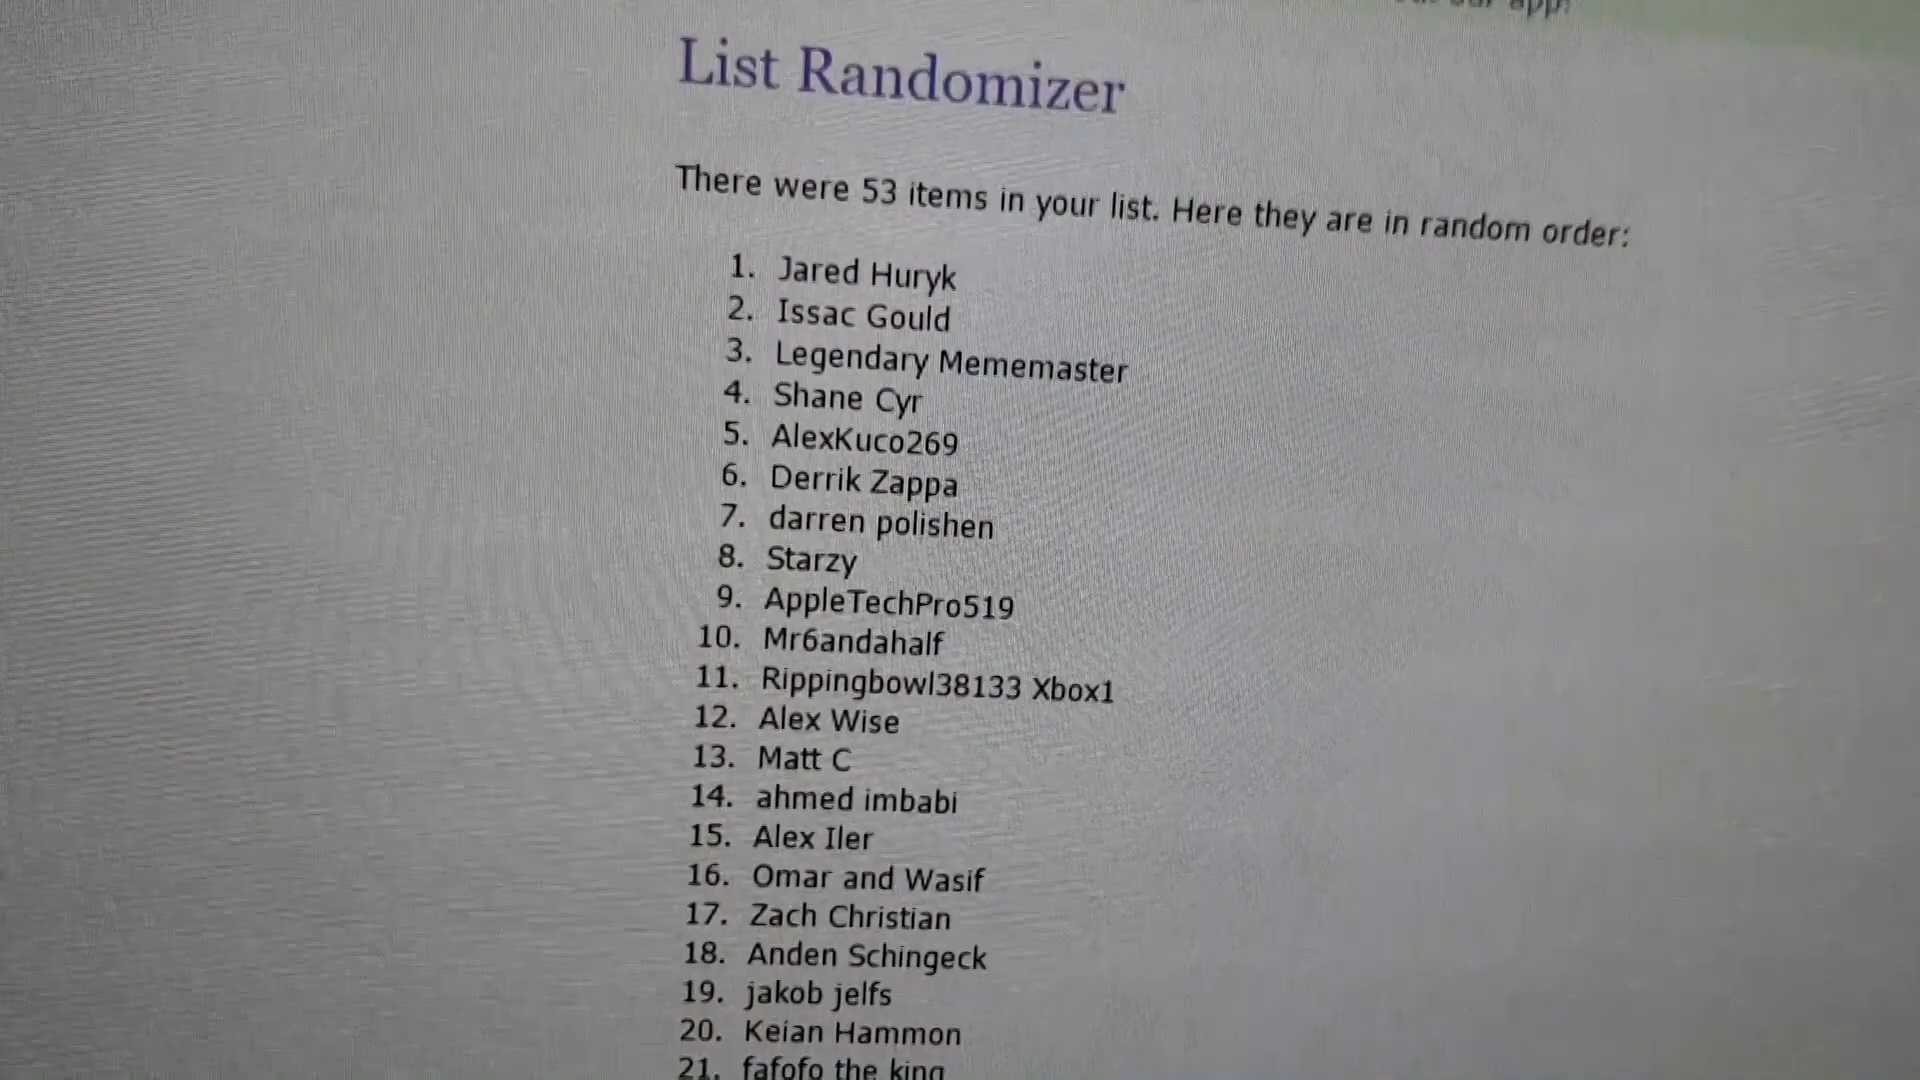 app!
List Randomizer
There were 53 items in your list. Here they are in random order:
1. Jared Huryk
2. Issac Gould
3. Legendary Mememaster
4. Shane Cyr
5. AlexKuco269
6. Derrik Zappa
7. darren polishen
8. Starzy
9. AppleTechPro519
10. Mr6andahalf
11. Rippingbowl38133 Xbox1
12. Alex Wise
13. Matt C
14. ahmed imbabi
15. Alex Iler
16. Omar and Wasif
17. Zach Christian
18. Anden Schingeck
19. jakob jelfs
20. Keian Hammon
21. fafofo the king